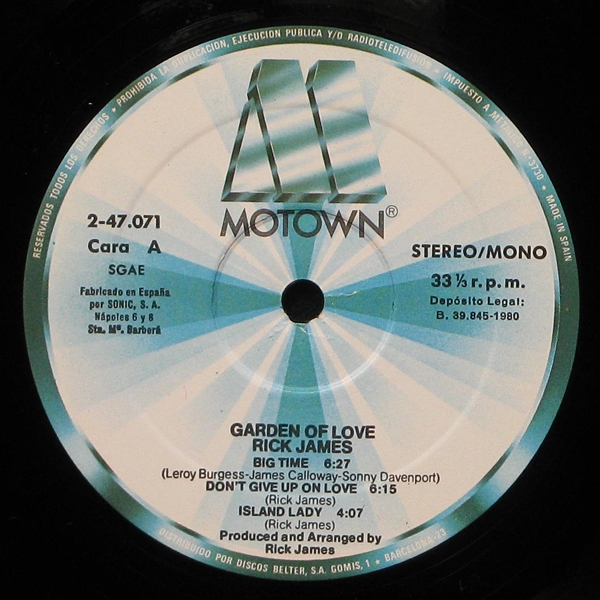 RESERVADOS TODOS LOS DERECHOS • PROHIBIDA LA DUPLICACION, EJECUCION PUBLICA Y/O RADIOTELEDIFUSION • IMPUESTO A METALICO N.º 3730 • MADE IN SPAIN
MOTOWN®
2-47.071
Cara A
SGAE
Fabricado en España
por SONIC, S. A.
Nápoles 6 y 8
Sta. Mª. Barberá
STEREO/MONO
33 ⅓ r. p. m.
Depósito Legal:
B. 39.845-1980
GARDEN OF LOVE
RICK JAMES
BIG TIME 6:27
(Leroy Burgess-James Calloway-Sonny Davenport)
DON'T GIVE UP ON LOVE 6:15
(Rick James)
ISLAND LADY 4:07
(Rick James)
Produced and Arranged by
Rick James
DISTRIBUIDO POR DISCOS BELTER, S.A. GOMIS, 1 • BARCELONA-23